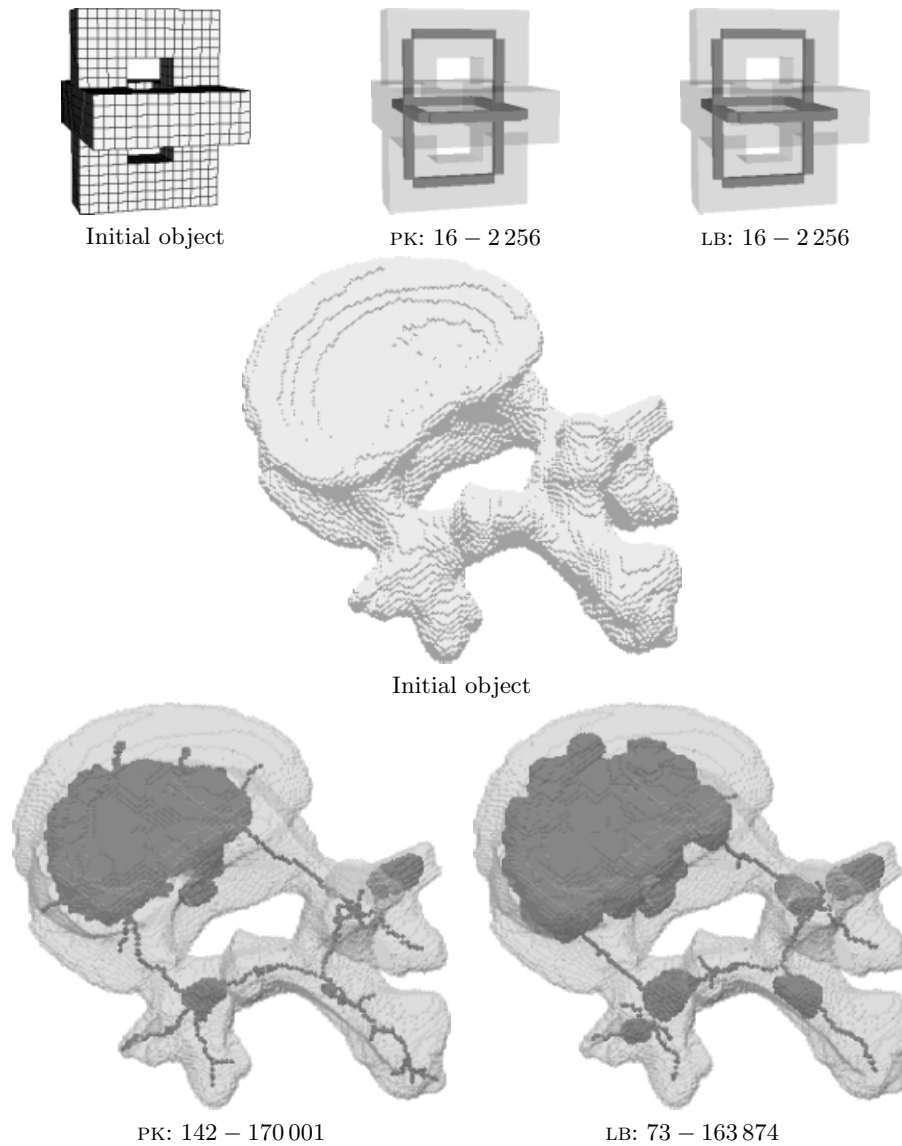 Initial object
PK: 16 – 2 256
LB: 16 – 2 256
Initial object
PK: 142 – 170 001
LB: 73 – 163 874